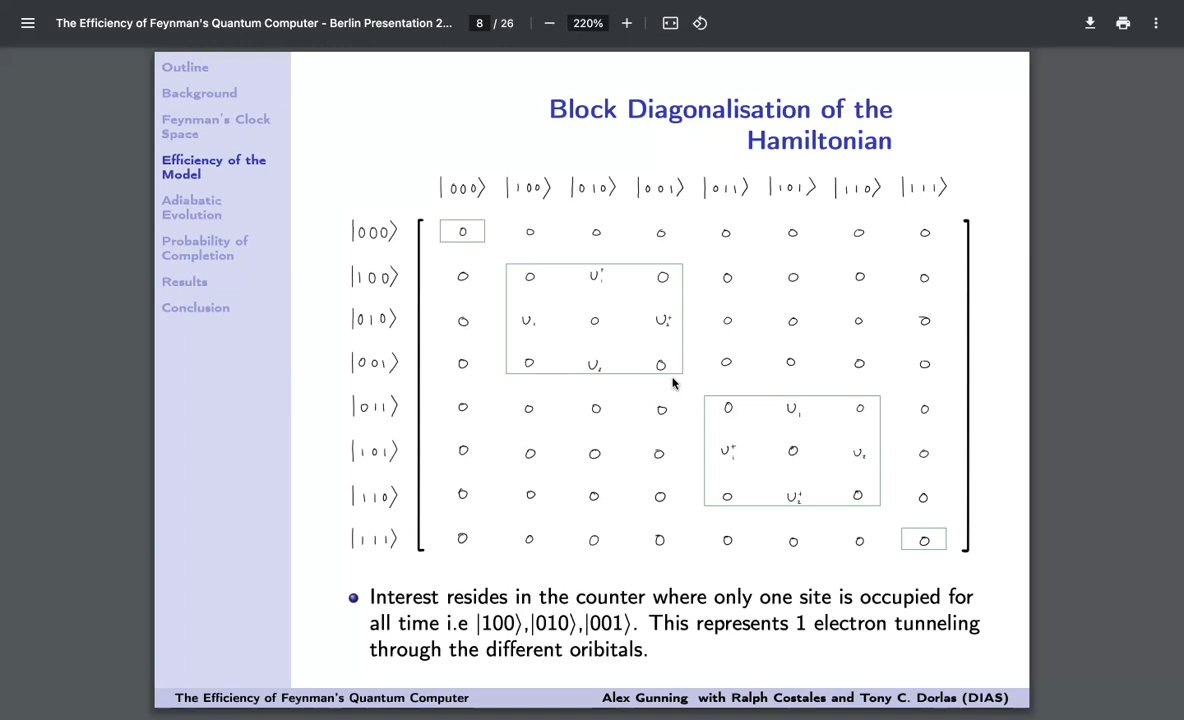 The Efficiency of Feynman's Quantum Computer - Berlin Presentation 2...
8 / 26
220%
Outline
Background
Feynman's Clock
Space
Efficiency of the
Model
Adiabatic
Evolution
Probability of
Completion
Results
Conclusion
Block Diagonalisation of the
Hamiltonian
|000⟩ |100⟩ |010⟩ |001⟩ |011⟩ |101⟩ |110⟩ |111⟩
|000⟩ 0 0 0 0 0 0 0 0
|100⟩ 0 0 U₁† 0 0 0 0 0
|010⟩ 0 U₁ 0 U₂† 0 0 0 0
|001⟩ 0 0 U₂ 0 0 0 0 0
|011⟩ 0 0 0 0 0 U₁ 0 0
|101⟩ 0 0 0 0 U₁† 0 U₂ 0
|110⟩ 0 0 0 0 0 U₂† 0 0
|111⟩ 0 0 0 0 0 0 0 0
Interest resides in the counter where only one site is occupied for
all time i.e |100⟩,|010⟩,|001⟩. This represents 1 electron tunneling
through the different oribitals.
The Efficiency of Feynman's Quantum Computer
Alex Gunning with Ralph Costales and Tony C. Dorlas (DIAS)